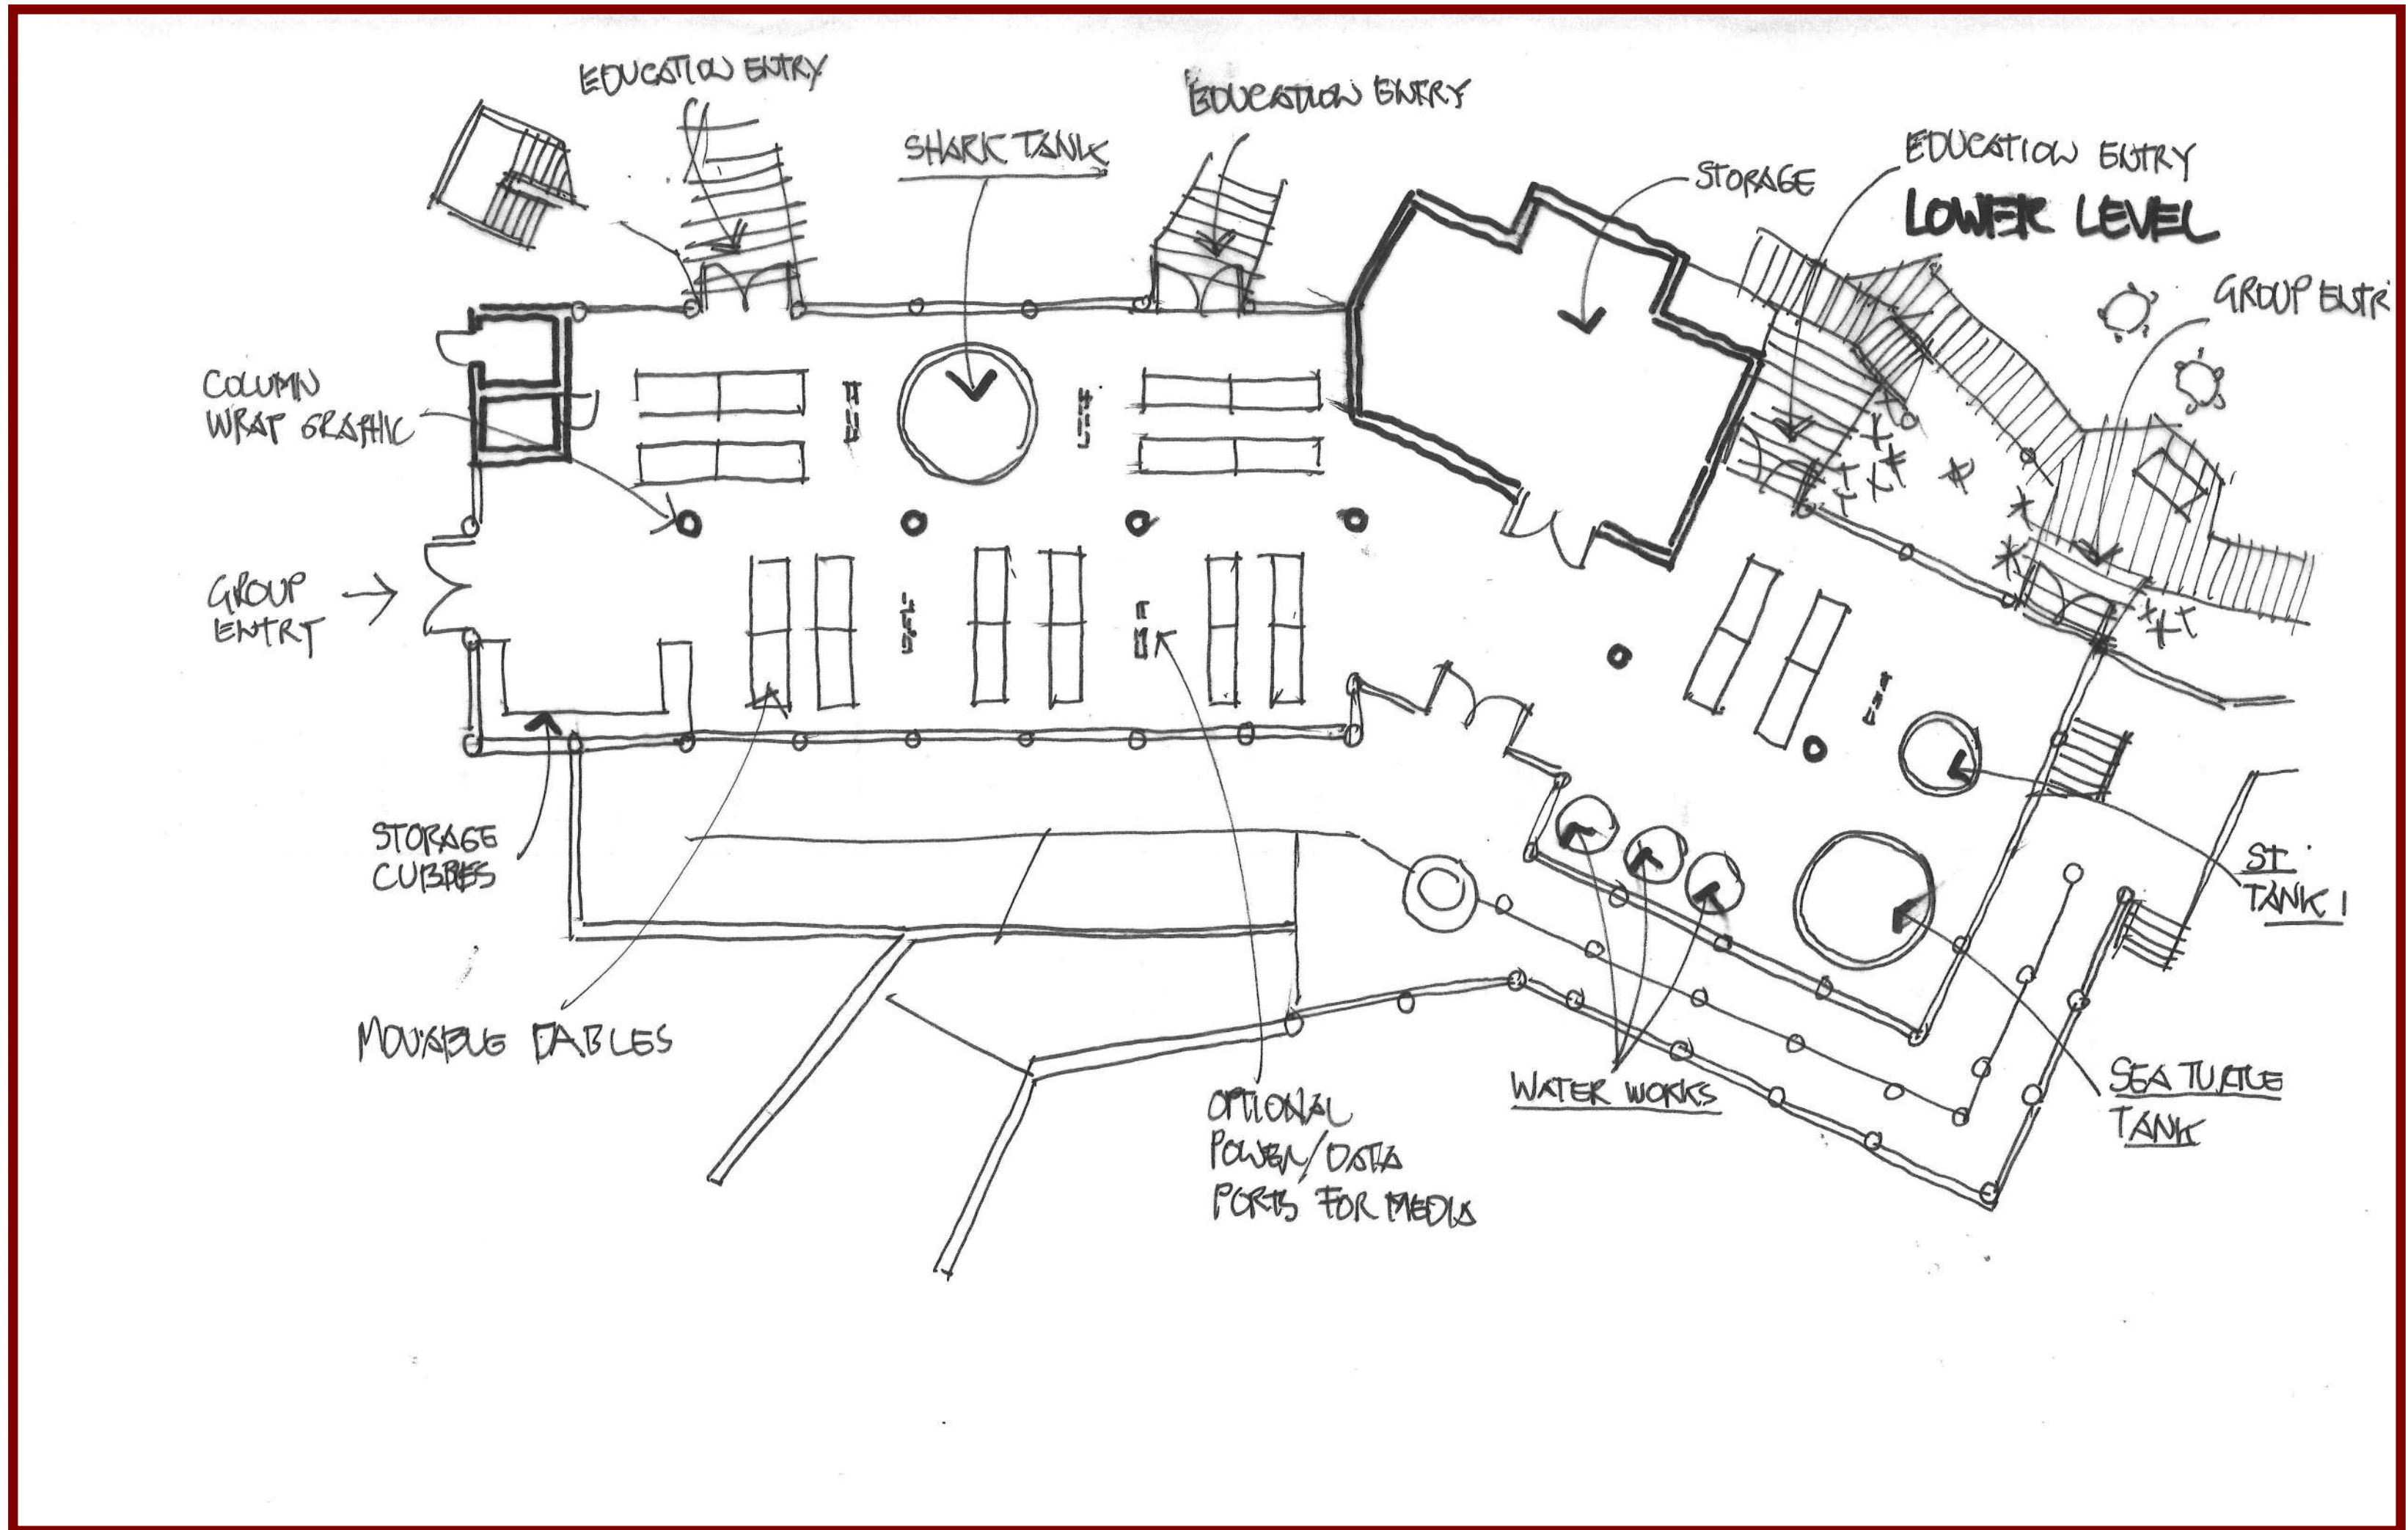 EDUCATION ENTRY
EDUCATION ENTRY
SHARK TANK
STORAGE
EDUCATION ENTRY
LOWER LEVEL
GROUP ENTR
COLUMN
WRAP GRAPHIC
GROUP
ENTRY
STORAGE
CUBBIES
MOVABLE TABLES
OPTIONAL
POWER/DATA
PORTS FOR MEDIA
WATER WORKS
ST.
TANK 1
SEA TURTLE
TANK